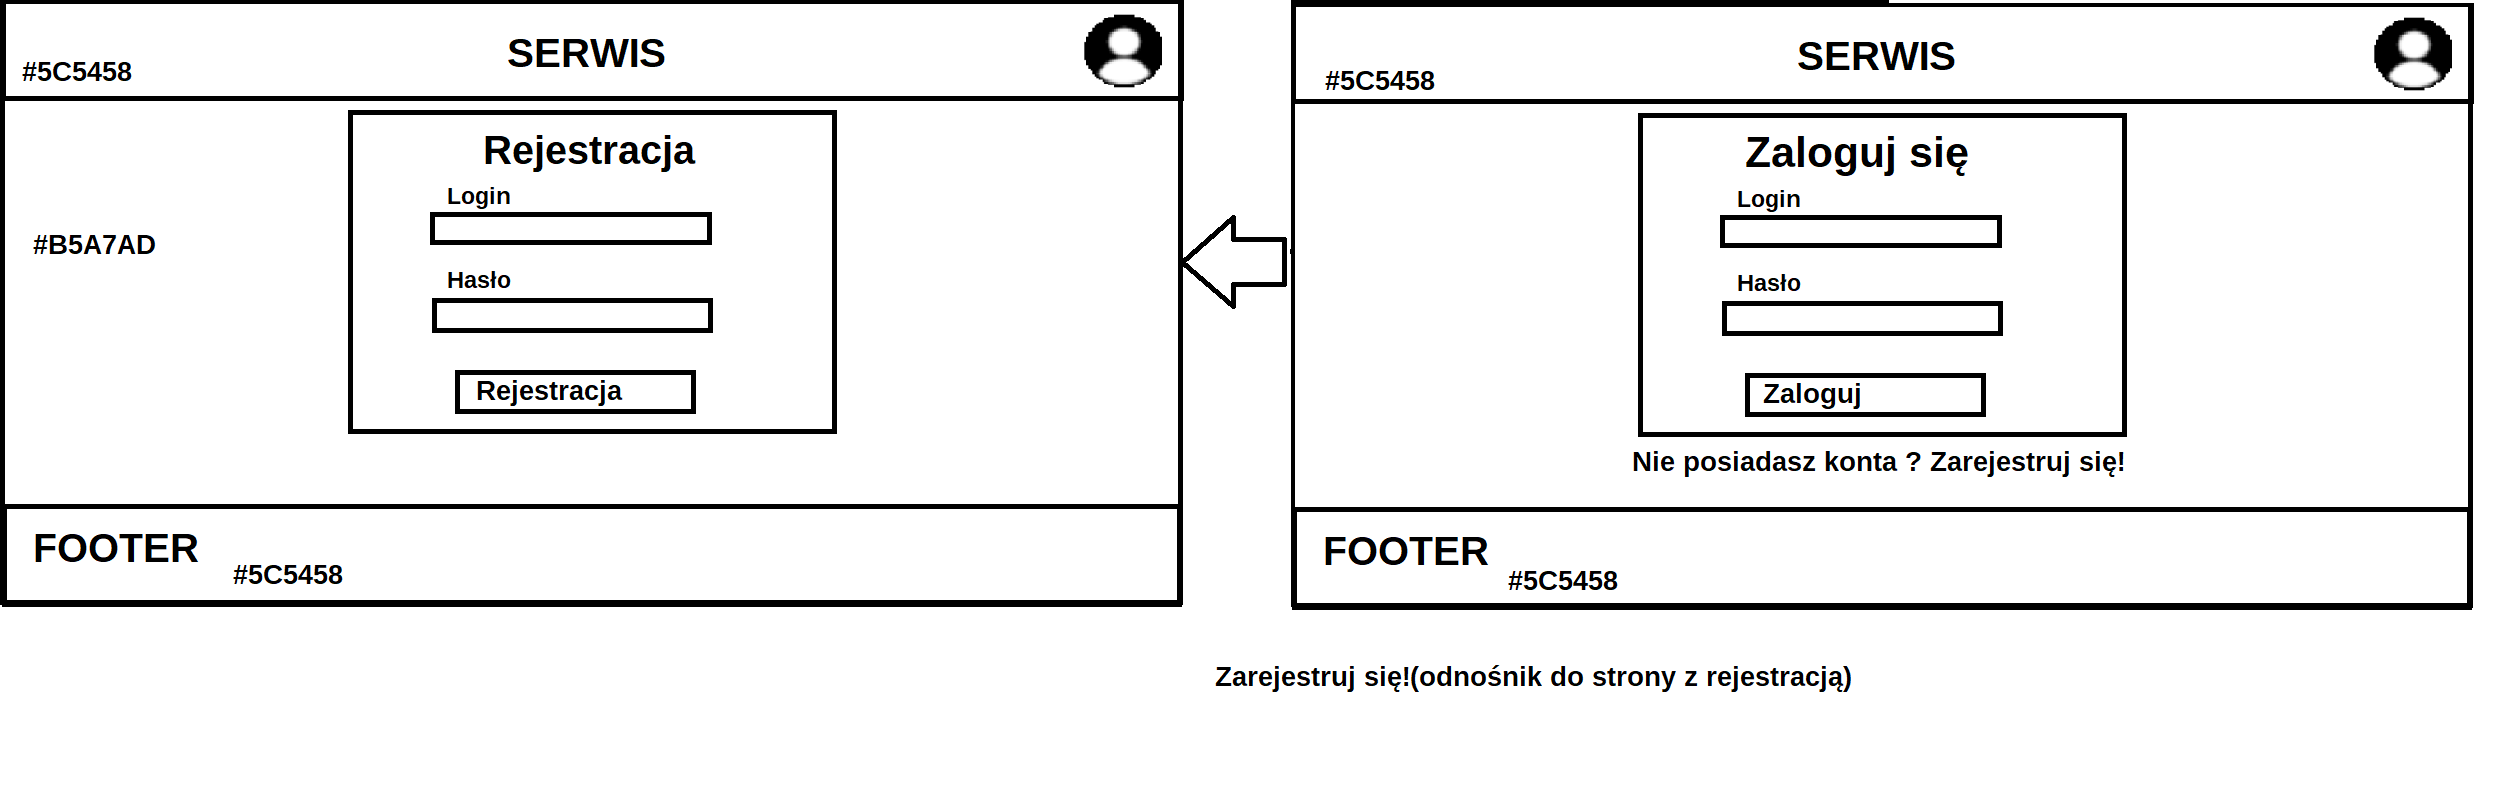 SERWIS
#5C5458
Rejestracja
Login
#B5A7AD
Hasło
Rejestracja
FOOTER
#5C5458
SERWIS
#5C5458
Zaloguj się
Login
Hasło
Zaloguj
Nie posiadasz konta ? Zarejestruj się!
FOOTER
#5C5458
Zarejestruj się!(odnośnik do strony z rejestracją)